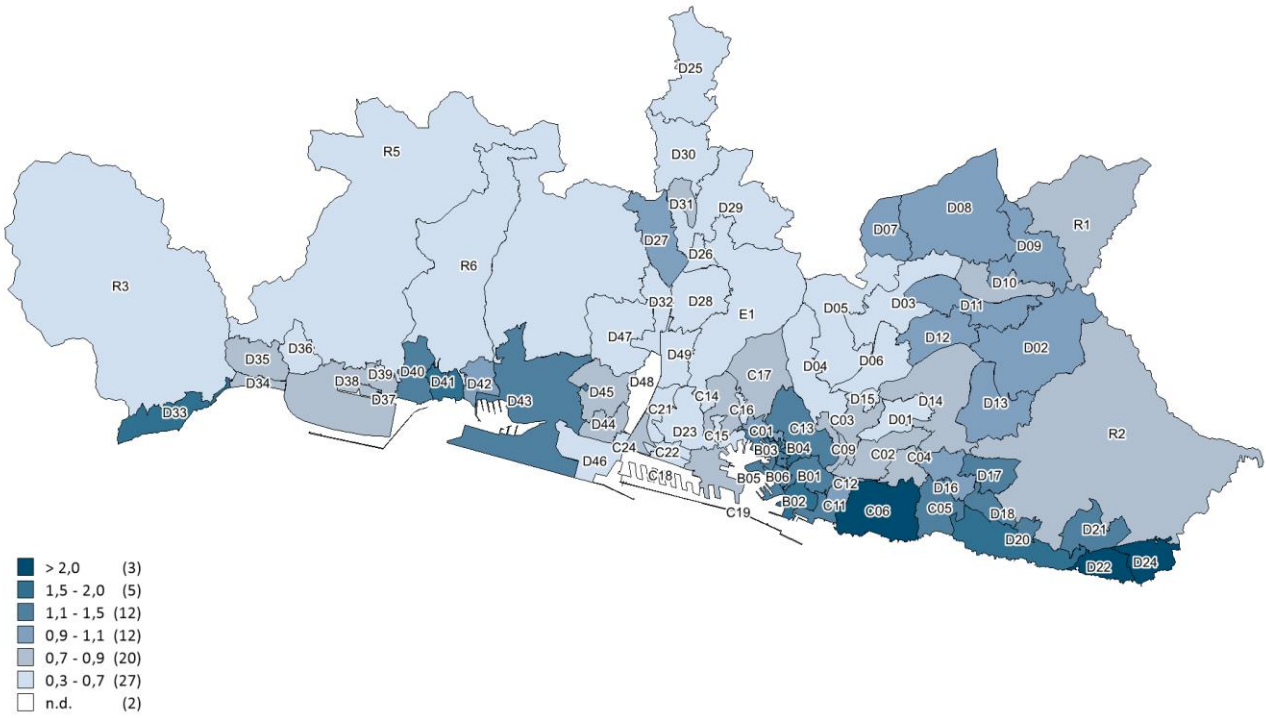 D25
D30
R5
D31
D29
D08
R1
D07
D27
D09
D26
R6
D10
R3
D32
D28
D03
D11
E1
D05
D47
D12
D02
D36
D49
D06
D35
D04
C17
D40
D39
D38
D41
D42
D34
D48
D45
C14
D15
D37
D43
D14
D13
C21
C16
D33
D01
C03
D44
C01
C13
R2
D23
C15
C24
B03
B04
C09
C22
C02
C04
D46
C18
B05
B06
B01
D17
C12
D16
B02
C11
C05
C19
C06
D18
D21
D20
D22
D24
> 2,0 (3)
1,5 - 2,0 (5)
1,1 - 1,5 (12)
0,9 - 1,1 (12)
0,7 - 0,9 (20)
0,3 - 0,7 (27)
n.d. (2)